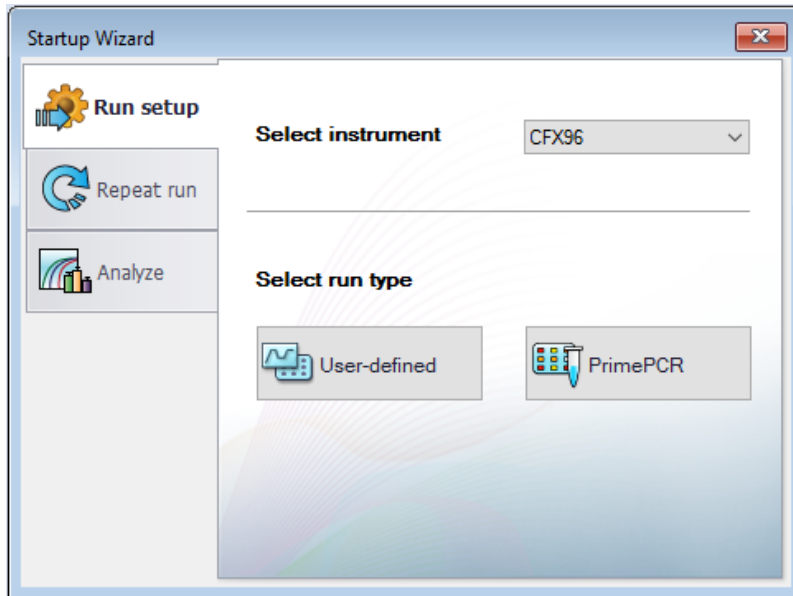 Startup Wizard
Run setup
Repeat run
Analyze
Select instrument
CFX96
Select run type
User-defined
PrimePCR